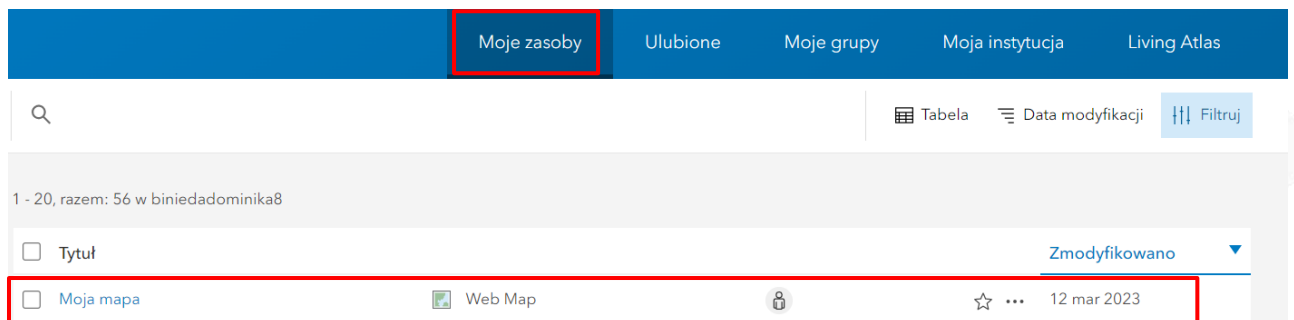 Moje zasoby Ulubione Moje grupy Moja instytucja Living Atlas
Tabela Data modyfikacji Filtruj
1 - 20, razem: 56 w biniedadominika8
Tytuł Zmodyfikowano
Moja mapa Web Map 12 mar 2023